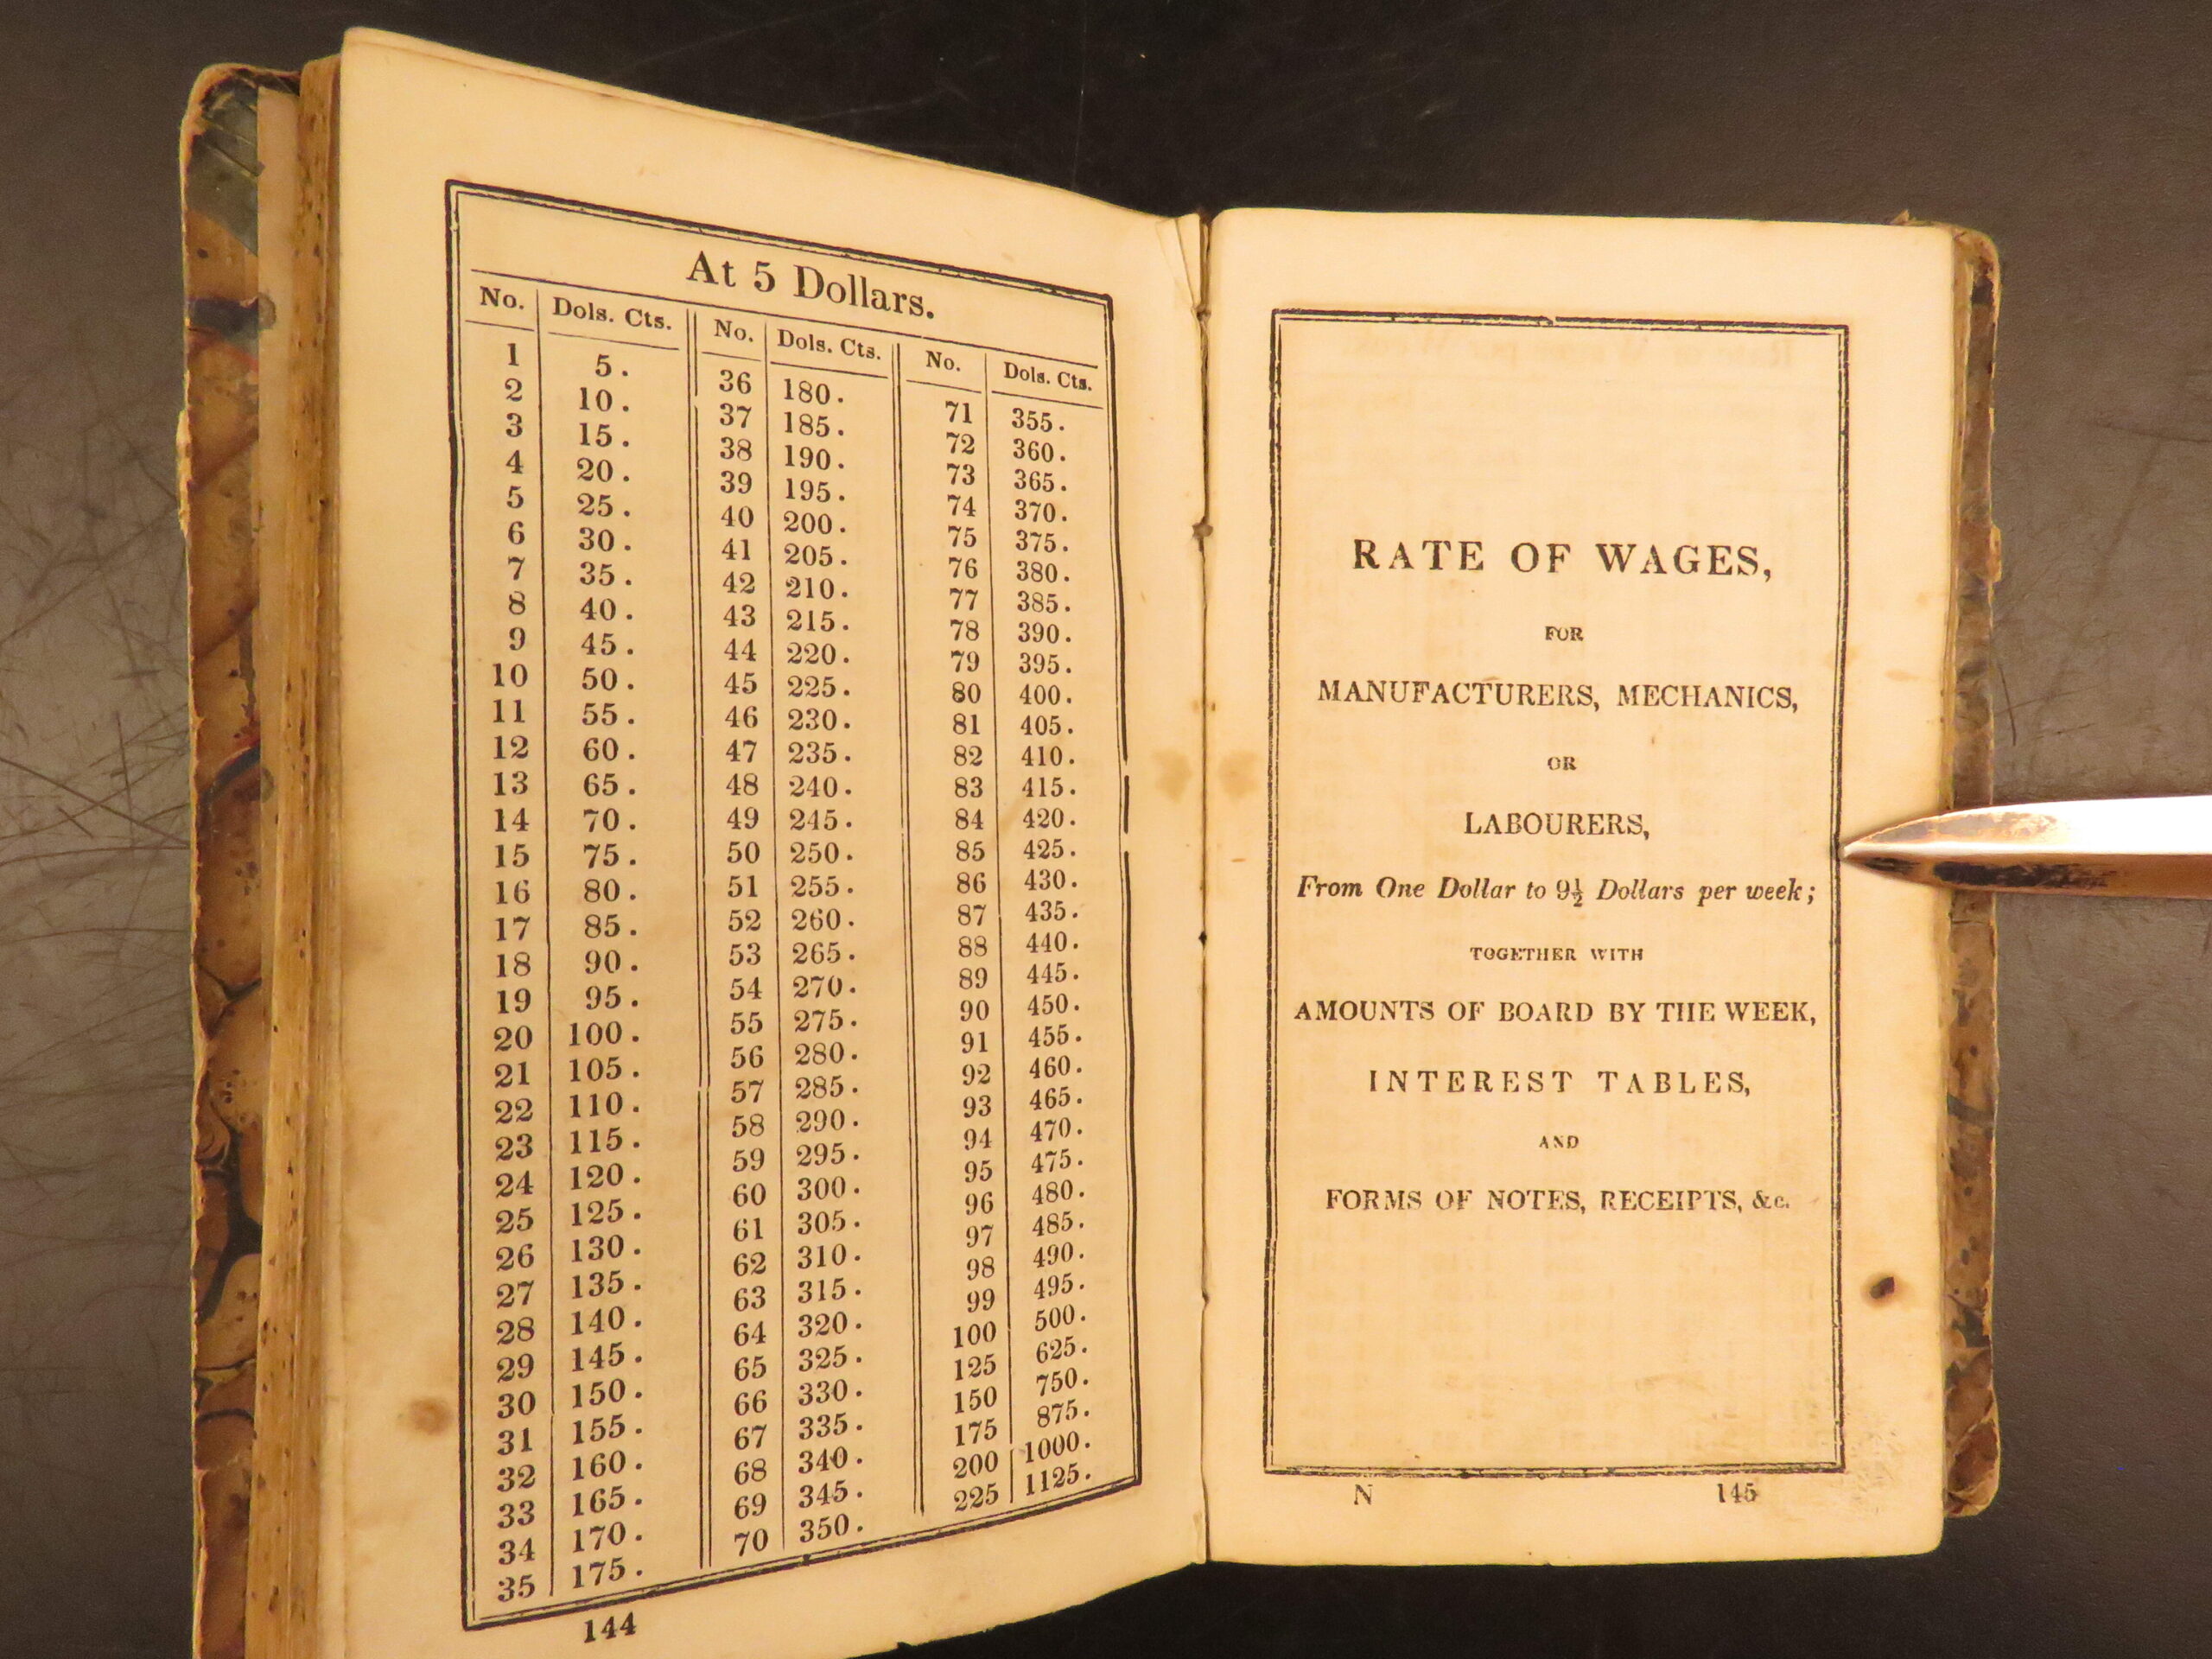 At 5 Dollars.
No. Dols. Cts. No. Dols. Cts. No. Dols. Cts.
1 5. 36 180. 71 355.
2 10. 37 185. 72 360.
3 15. 38 190. 73 365.
4 20. 39 195. 74 370.
5 25. 40 200. 75 375.
6 30. 41 205. 76 380.
7 35. 42 210. 77 385.
8 40. 43 215. 78 390.
9 45. 44 220. 79 395.
10 50. 45 225. 80 400.
11 55. 46 230. 81 405.
12 60. 47 235. 82 410.
13 65. 48 240. 83 415.
14 70. 49 245. 84 420.
15 75. 50 250. 85 425.
16 80. 51 255. 86 430.
17 85. 52 260. 87 435.
18 90. 53 265. 88 440.
19 95. 54 270. 89 445.
20 100. 55 275. 90 450.
21 105. 56 280. 91 455.
22 110. 57 285. 92 460.
23 115. 58 290. 93 465.
24 120. 59 295. 94 470.
25 125. 60 300. 95 475.
26 130. 61 305. 96 480.
27 135. 62 310. 97 485.
28 140. 63 315. 98 490.
29 145. 64 320. 99 495.
30 150. 65 325. 100 500.
31 155. 66 330. 125 625.
32 160. 67 335. 150 750.
33 165. 68 340. 175 875.
34 170. 69 345. 200 1000.
35 175. 70 350. 225 1125.
144
RATE OF WAGES,
FOR
MANUFACTURERS, MECHANICS,
OR
LABOURERS,
From One Dollar to 9½ Dollars per week;
TOGETHER WITH
AMOUNTS OF BOARD BY THE WEEK,
INTEREST TABLES,
AND
FORMS OF NOTES, RECEIPTS, &c.
N 145